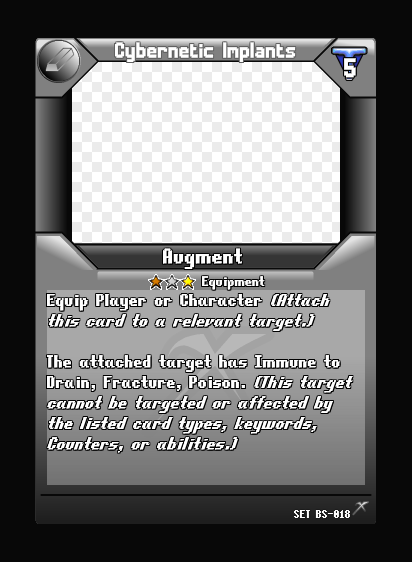 Cybernetic Implants
5
Augment
Equipment
Equip Player or Character (Attach
this card to a relevant target.)
The attached target has Immune to
Drain, Fracture, Poison. (This target
cannot be targeted or affected by
the listed card types, keywords,
Counters, or abilities.)
SET BS-018